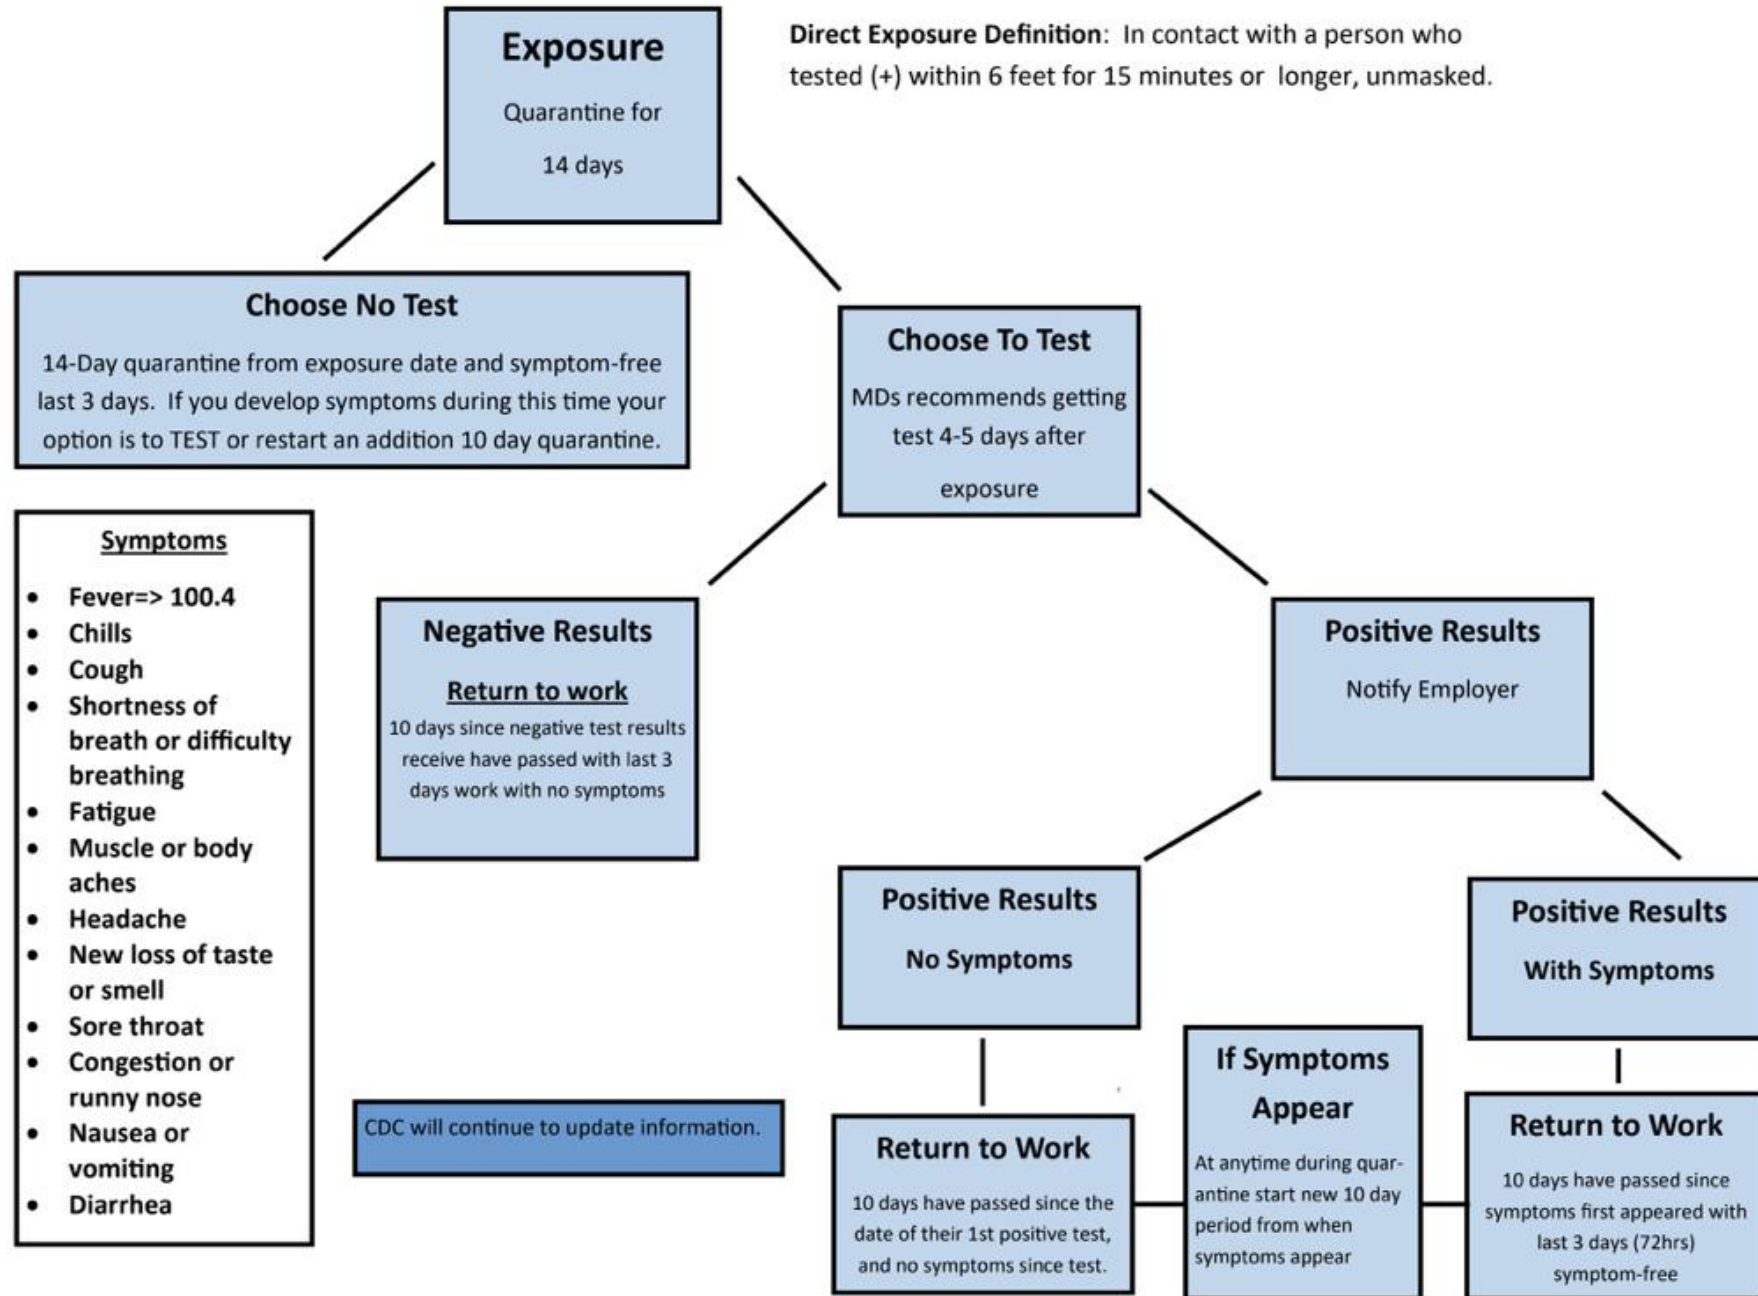 Exposure
Quarantine for
14 days
Direct Exposure Definition: In contact with a person who
tested (+) within 6 feet for 15 minutes or longer, unmasked.
Choose No Test
14-Day quarantine from exposure date and symptom-free
last 3 days. If you develop symptoms during this time your
option is to TEST or restart an addition 10 day quarantine.
Choose To Test
MDs recommends getting
test 4-5 days after
exposure
Symptoms
• Fever=> 100.4
• Chills
• Cough
• Shortness of
breath or difficulty
breathing
• Fatigue
• Muscle or body
aches
• Headache
• New loss of taste
or smell
• Sore throat
• Congestion or
runny nose
• Nausea or
vomiting
• Diarrhea
Negative Results
Return to work
10 days since negative test results
receive have passed with last 3
days work with no symptoms
Positive Results
Notify Employer
Positive Results
No Symptoms
Positive Results
With Symptoms
CDC will continue to update information.
Return to Work
10 days have passed since the
date of their 1st positive test,
and no symptoms since test.
If Symptoms
Appear
At anytime during quar-
antine start new 10 day
period from when
symptoms appear
Return to Work
10 days have passed since
symptoms first appeared with
last 3 days (72hrs)
symptom-free